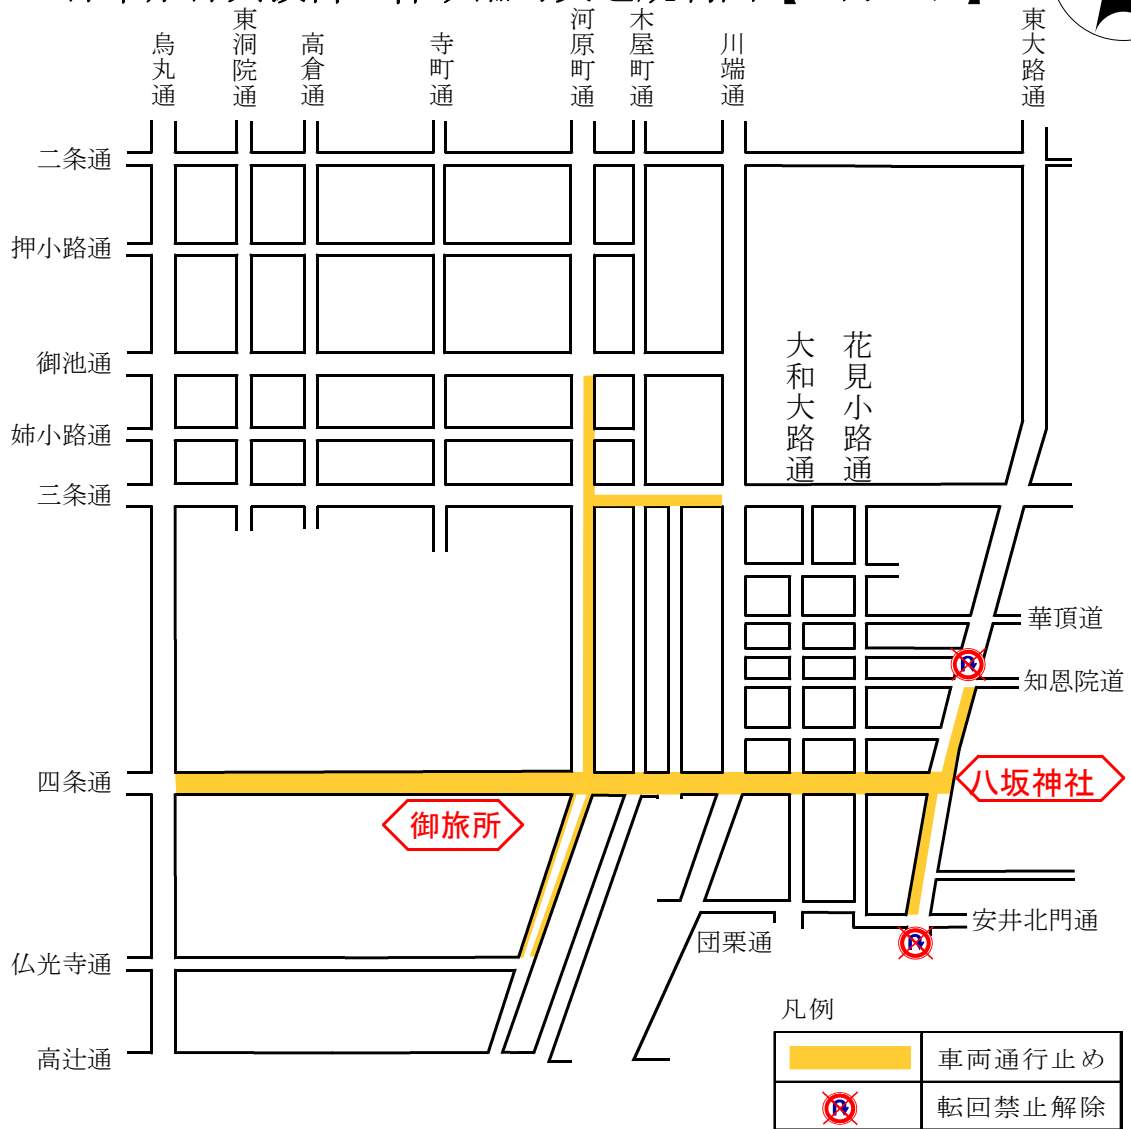 烏丸通
東洞院通
高倉通
寺町通
河原町通
木屋町通
川端通
東大路通
二条通
押小路通
御池通
姉小路通
三条通
大和大路通
花見小路通
華頂道
知恩院道
四条通
八坂神社
御旅所
安井北門通
団栗通
仏光寺通
高辻通
凡例
車両通行止め
転回禁止解除